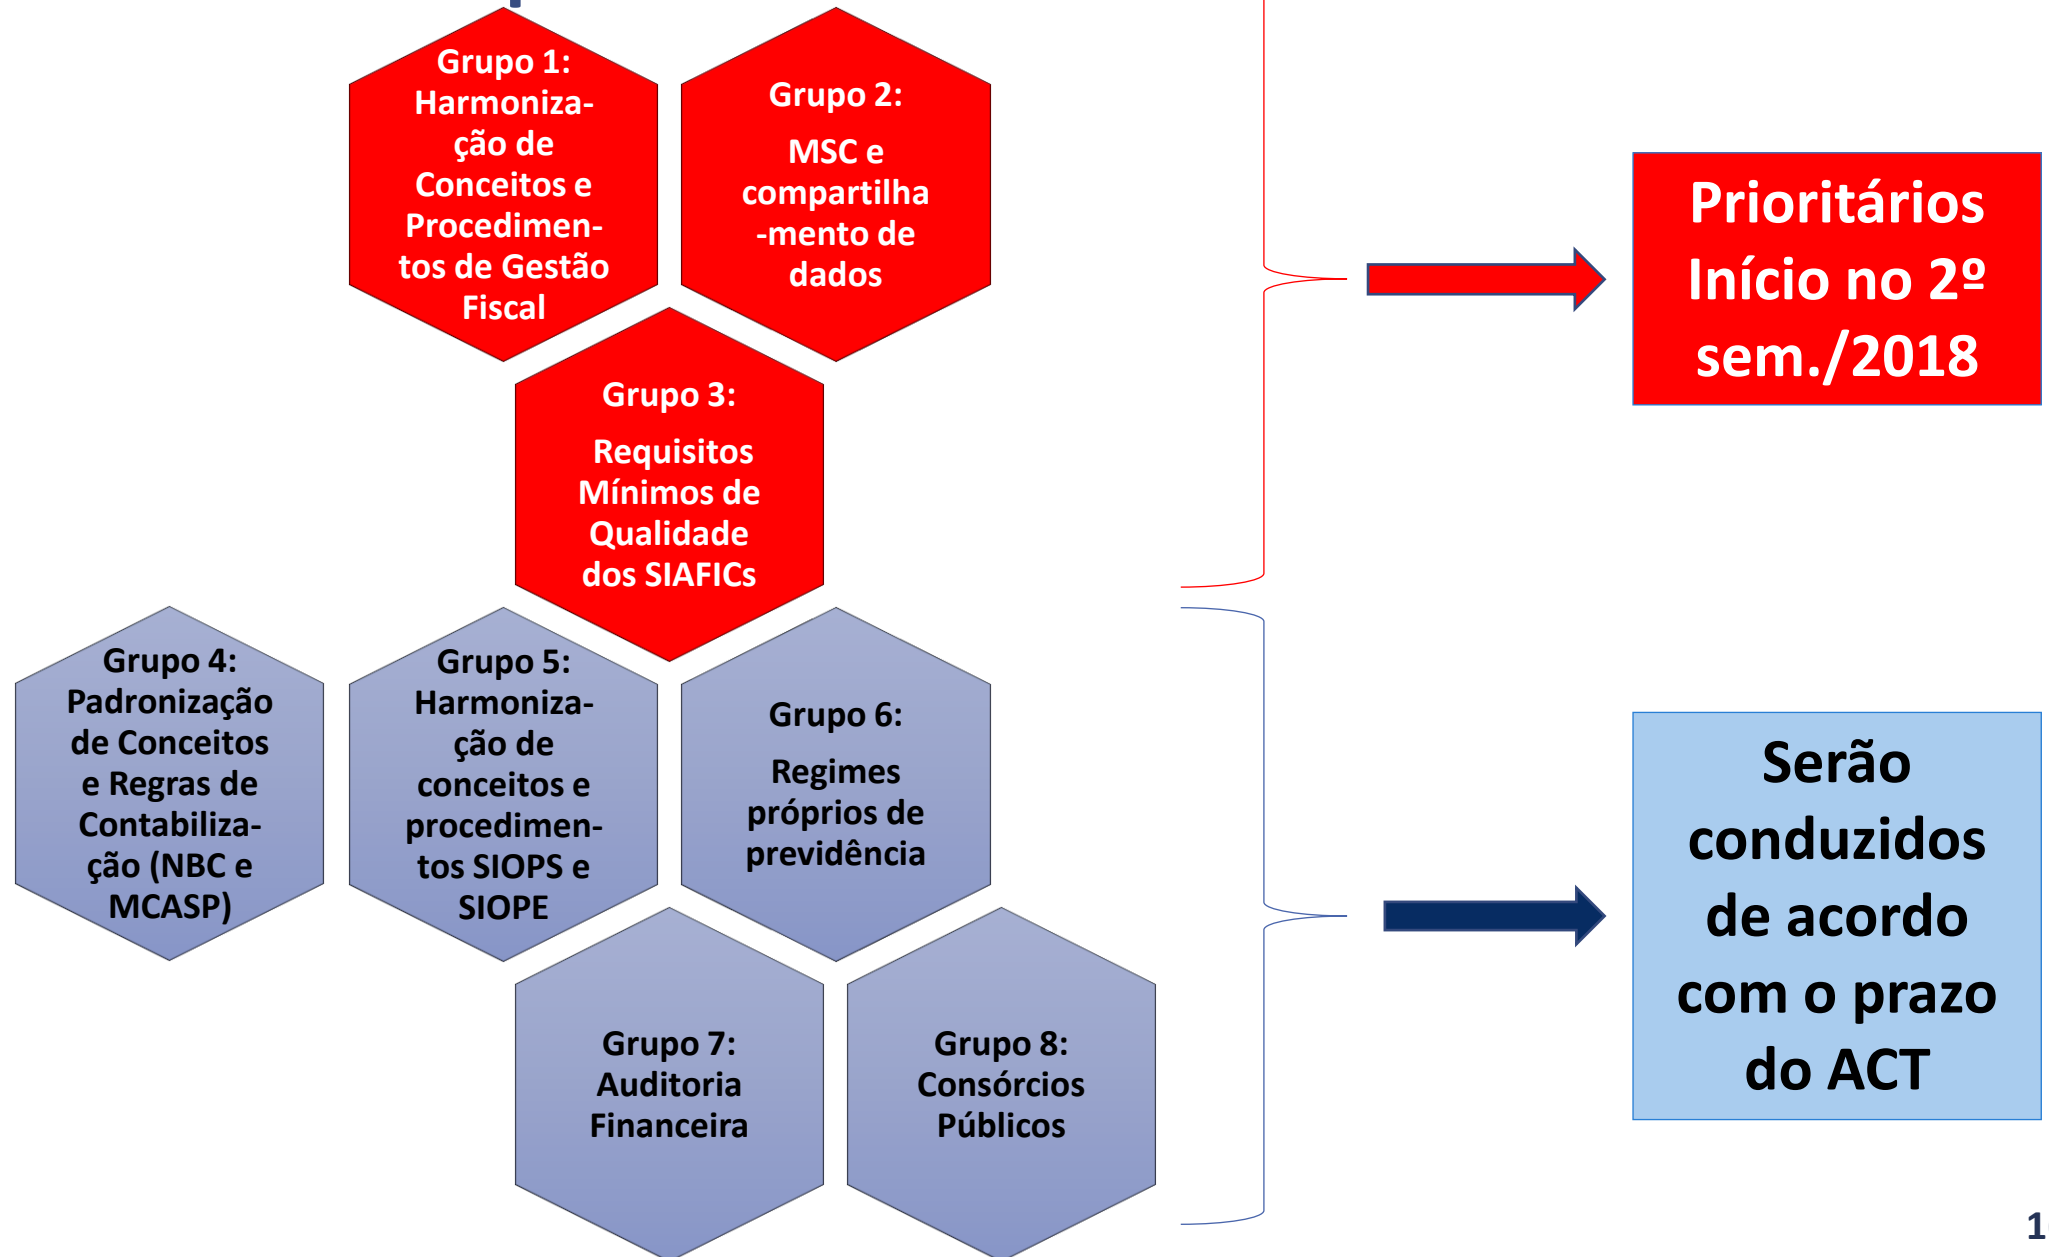 Grupo 1:
Harmoniza-
ção de
Conceitos e
Procedimen-
tos de Gestão
Fiscal
Grupo 2:
MSC e
compartilha
-mento de
dados
Grupo 3:
Requisitos
Mínimos de
Qualidade
dos SIAFICs
Prioritários
Início no 2º
sem./2018
Grupo 4:
Padronização
de Conceitos
e Regras de
Contabiliza-
ção (NBC e
MCASP)
Grupo 5:
Harmoniza-
ção de
conceitos e
procedimen-
tos SIOPS e
SIOPE
Grupo 6:
Regimes
próprios de
previdência
Grupo 7:
Auditoria
Financeira
Grupo 8:
Consórcios
Públicos
Serão
conduzidos
de acordo
com o prazo
do ACT